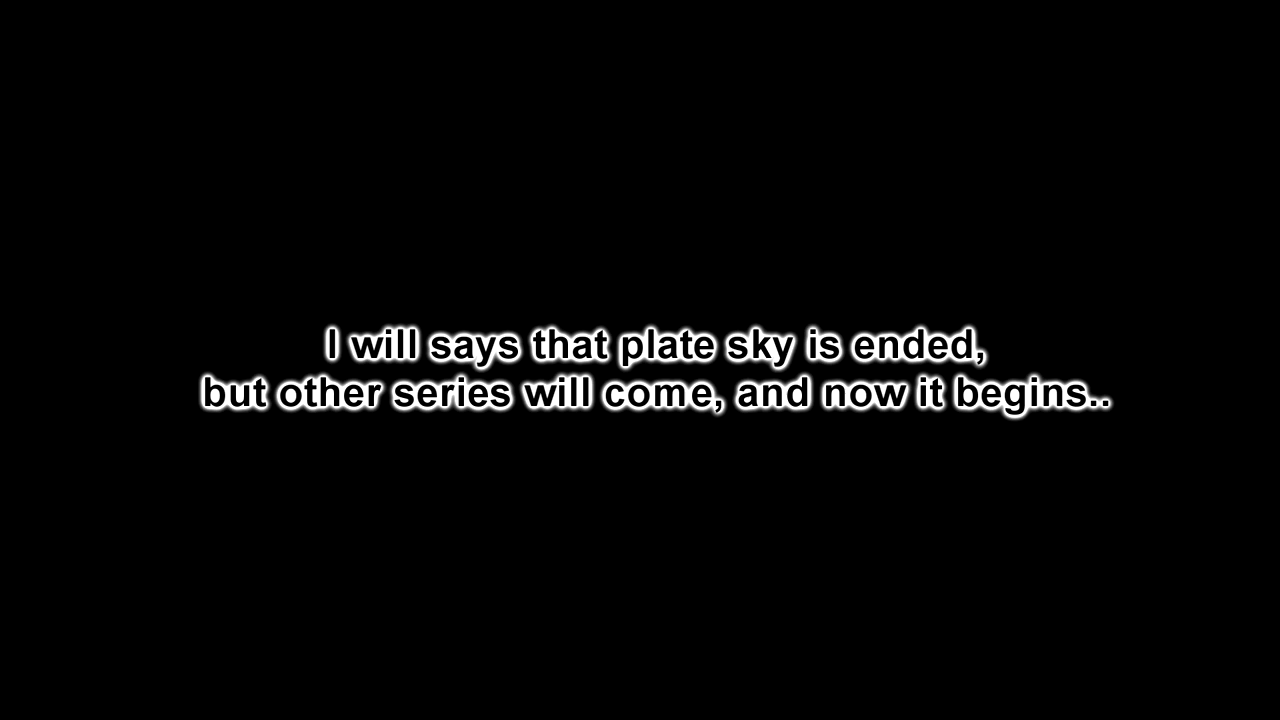 I will says that plate sky is ended,
but other series will come, and now it begins..